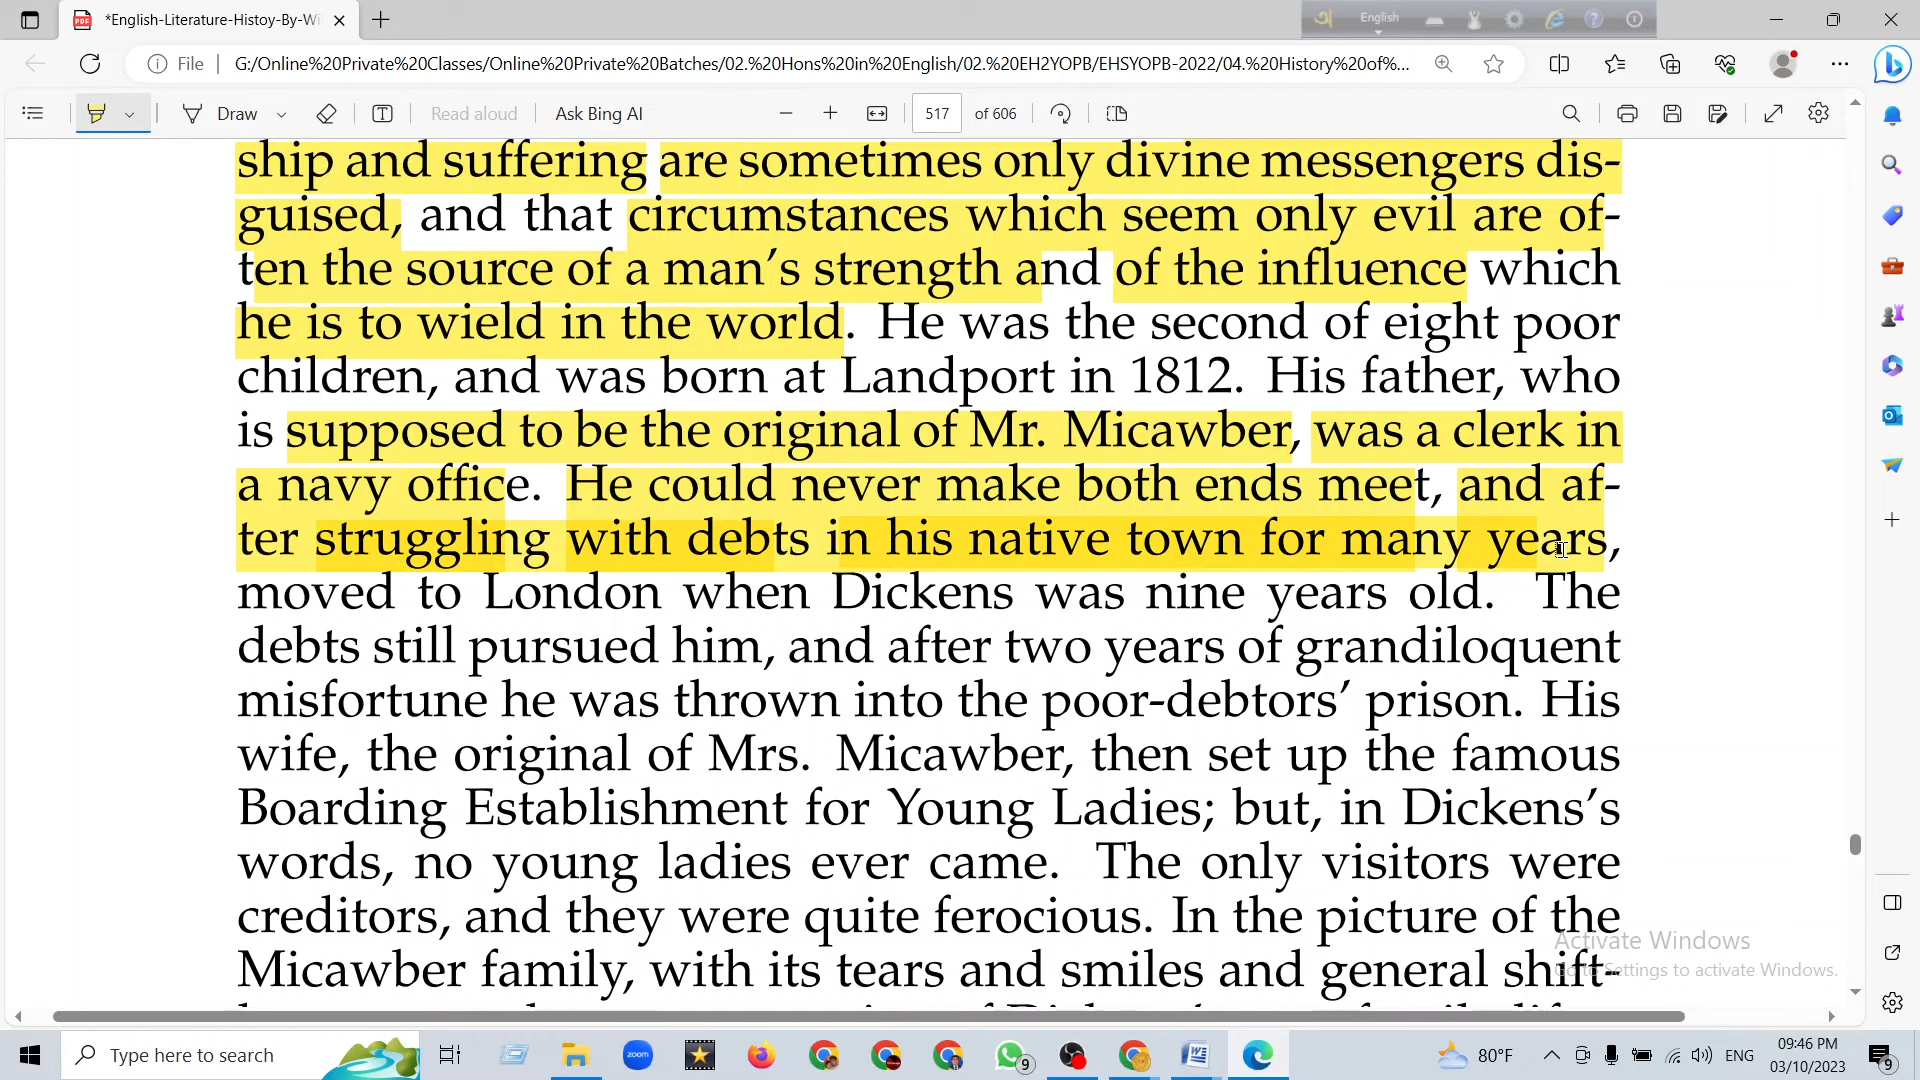 *English-Literature-Histoy-By-Wi
English
File
G:/Online%20Private%20Classes/Online%20Private%20Batches/02.%20Hons%20in%20English/02.%20EH2YOPB/EHSYOPB-2022/04.%20History%20of%...
Draw
Read aloud
Ask Bing AI
517
of 606
ship and suffering are sometimes only divine messengers dis-
guised, and that circumstances which seem only evil are of-
ten the source of a man’s strength and of the influence which
he is to wield in the world. He was the second of eight poor
children, and was born at Landport in 1812. His father, who
is supposed to be the original of Mr. Micawber, was a clerk in
a navy office. He could never make both ends meet, and af-
ter struggling with debts in his native town for many years,
moved to London when Dickens was nine years old. The
debts still pursued him, and after two years of grandiloquent
misfortune he was thrown into the poor-debtors’ prison. His
wife, the original of Mrs. Micawber, then set up the famous
Boarding Establishment for Young Ladies; but, in Dickens’s
words, no young ladies ever came. The only visitors were
creditors, and they were quite ferocious. In the picture of the
Micawber family, with its tears and smiles and general shift-
Activate Windows
Go to Settings to activate Windows.
Type here to search
zoom
9
80°F
ENG
09:46 PM
03/10/2023
9